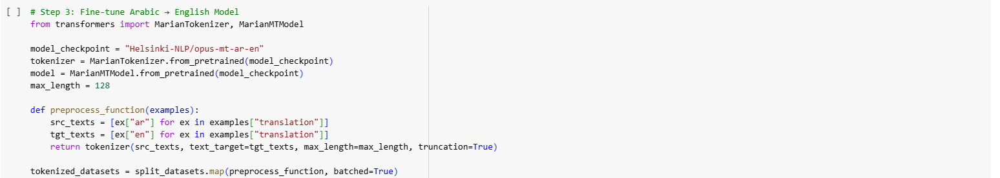 [ ] # Step 3: Fine-tune Arabic → English Model
from transformers import MarianTokenizer, MarianMTModel
model_checkpoint = "Helsinki-NLP/opus-mt-ar-en"
tokenizer = MarianTokenizer.from_pretrained(model_checkpoint)
model = MarianMTModel.from_pretrained(model_checkpoint)
max_length = 128
def preprocess_function(examples):
    src_texts = [ex["ar"] for ex in examples["translation"]]
    tgt_texts = [ex["en"] for ex in examples["translation"]]
    return tokenizer(src_texts, text_target=tgt_texts, max_length=max_length, truncation=True)
tokenized_datasets = split_datasets.map(preprocess_function, batched=True)